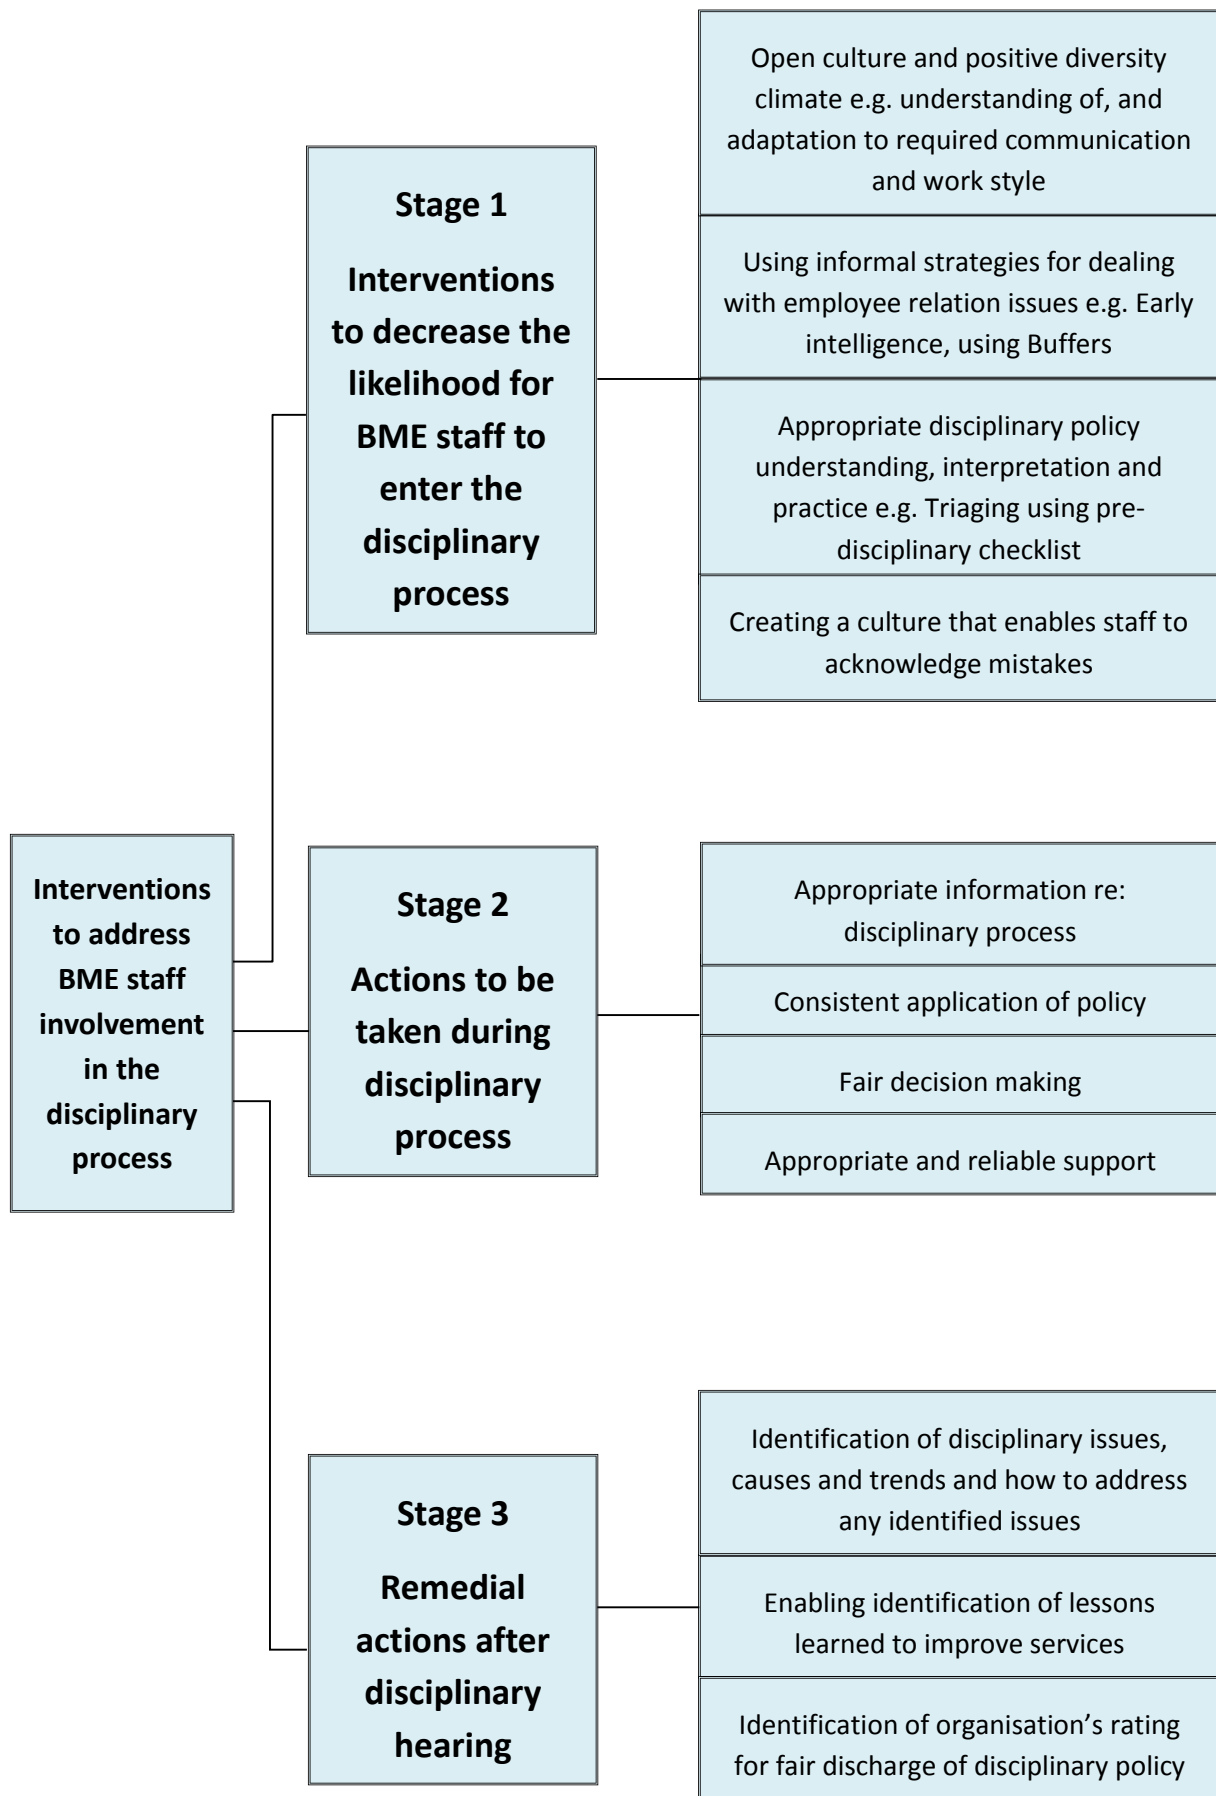 Interventions
to address
BME staff
involvement
in the
disciplinary
process
Stage 1
Interventions
to decrease the
likelihood for
BME staff to
enter the
disciplinary
process
Open culture and positive diversity
climate e.g. understanding of, and
adaptation to required communication
and work style
Using informal strategies for dealing
with employee relation issues e.g. Early
intelligence, using Buffers
Appropriate disciplinary policy
understanding, interpretation and
practice e.g. Triaging using pre-
disciplinary checklist
Creating a culture that enables staff to
acknowledge mistakes
Stage 2
Actions to be
taken during
disciplinary
process
Appropriate information re:
disciplinary process
Consistent application of policy
Fair decision making
Appropriate and reliable support
Stage 3
Remedial
actions after
disciplinary
hearing
Identification of disciplinary issues,
causes and trends and how to address
any identified issues
Enabling identification of lessons
learned to improve services
Identification of organisation’s rating
for fair discharge of disciplinary policy